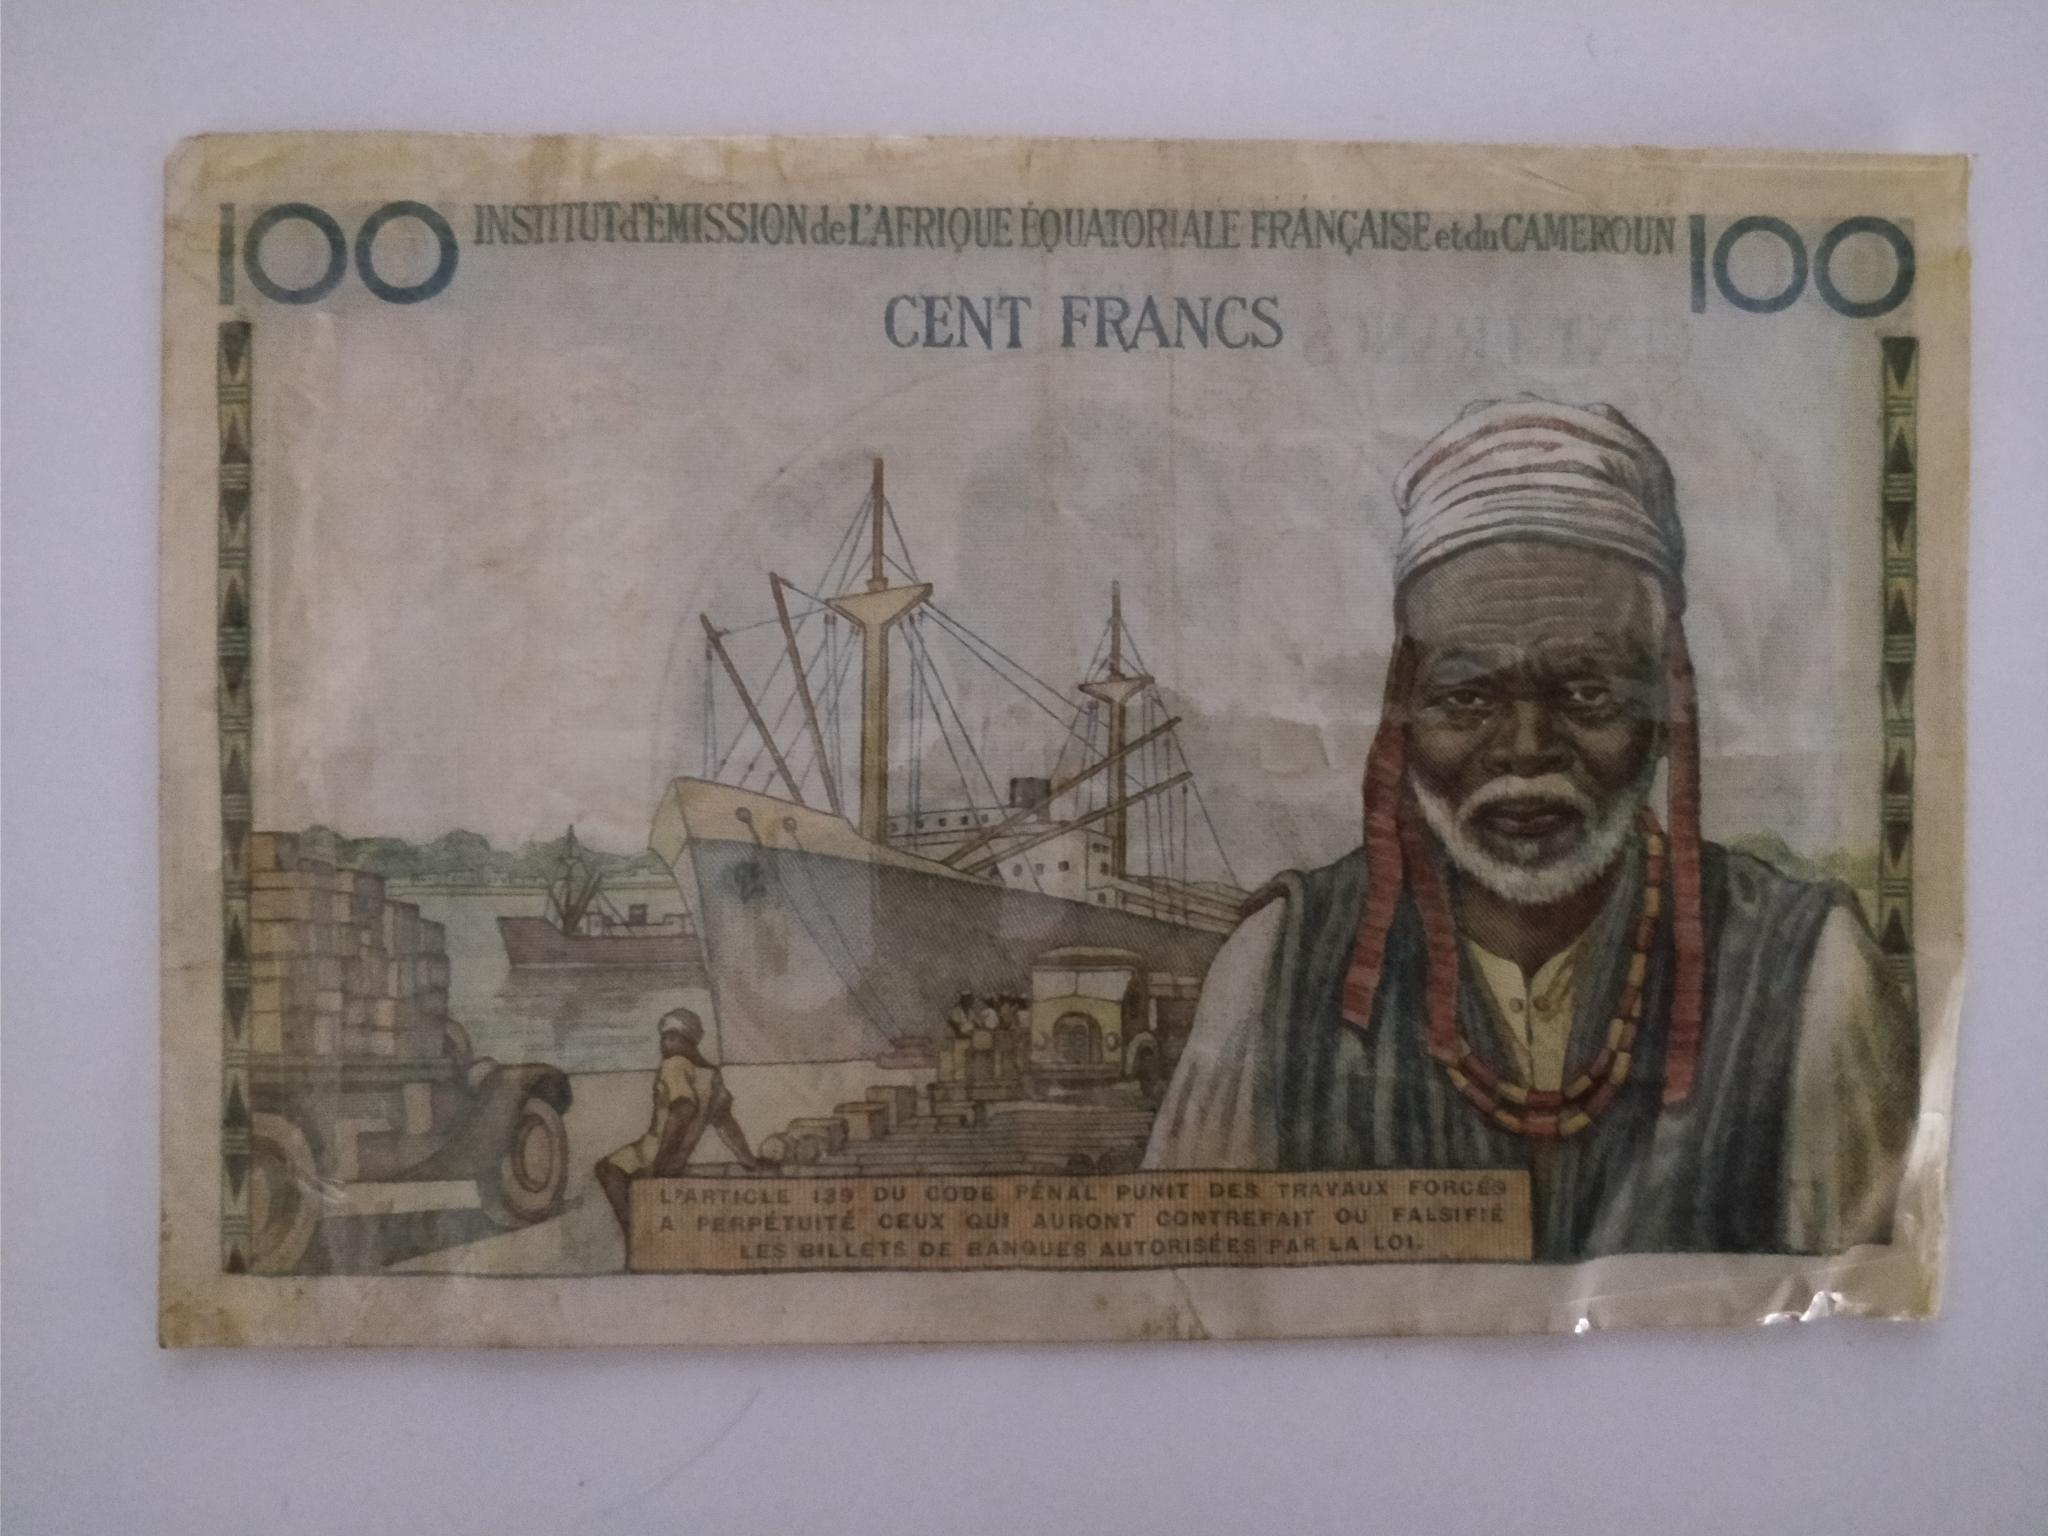 100 INSTITUT d'ÉMISSION de L'AFRIQUE ÉQUATORIALE FRANÇAISE et du CAMEROUN 100
CENT FRANCS
L'ARTICLE 139 DU CODE PÉNAL PUNIT DES TRAVAUX FORCÉS
A PERPÉTUITÉ CEUX QUI AURONT CONTREFAIT OU FALSIFIÉ
LES BILLETS DE BANQUES AUTORISÉES PAR LA LOI.